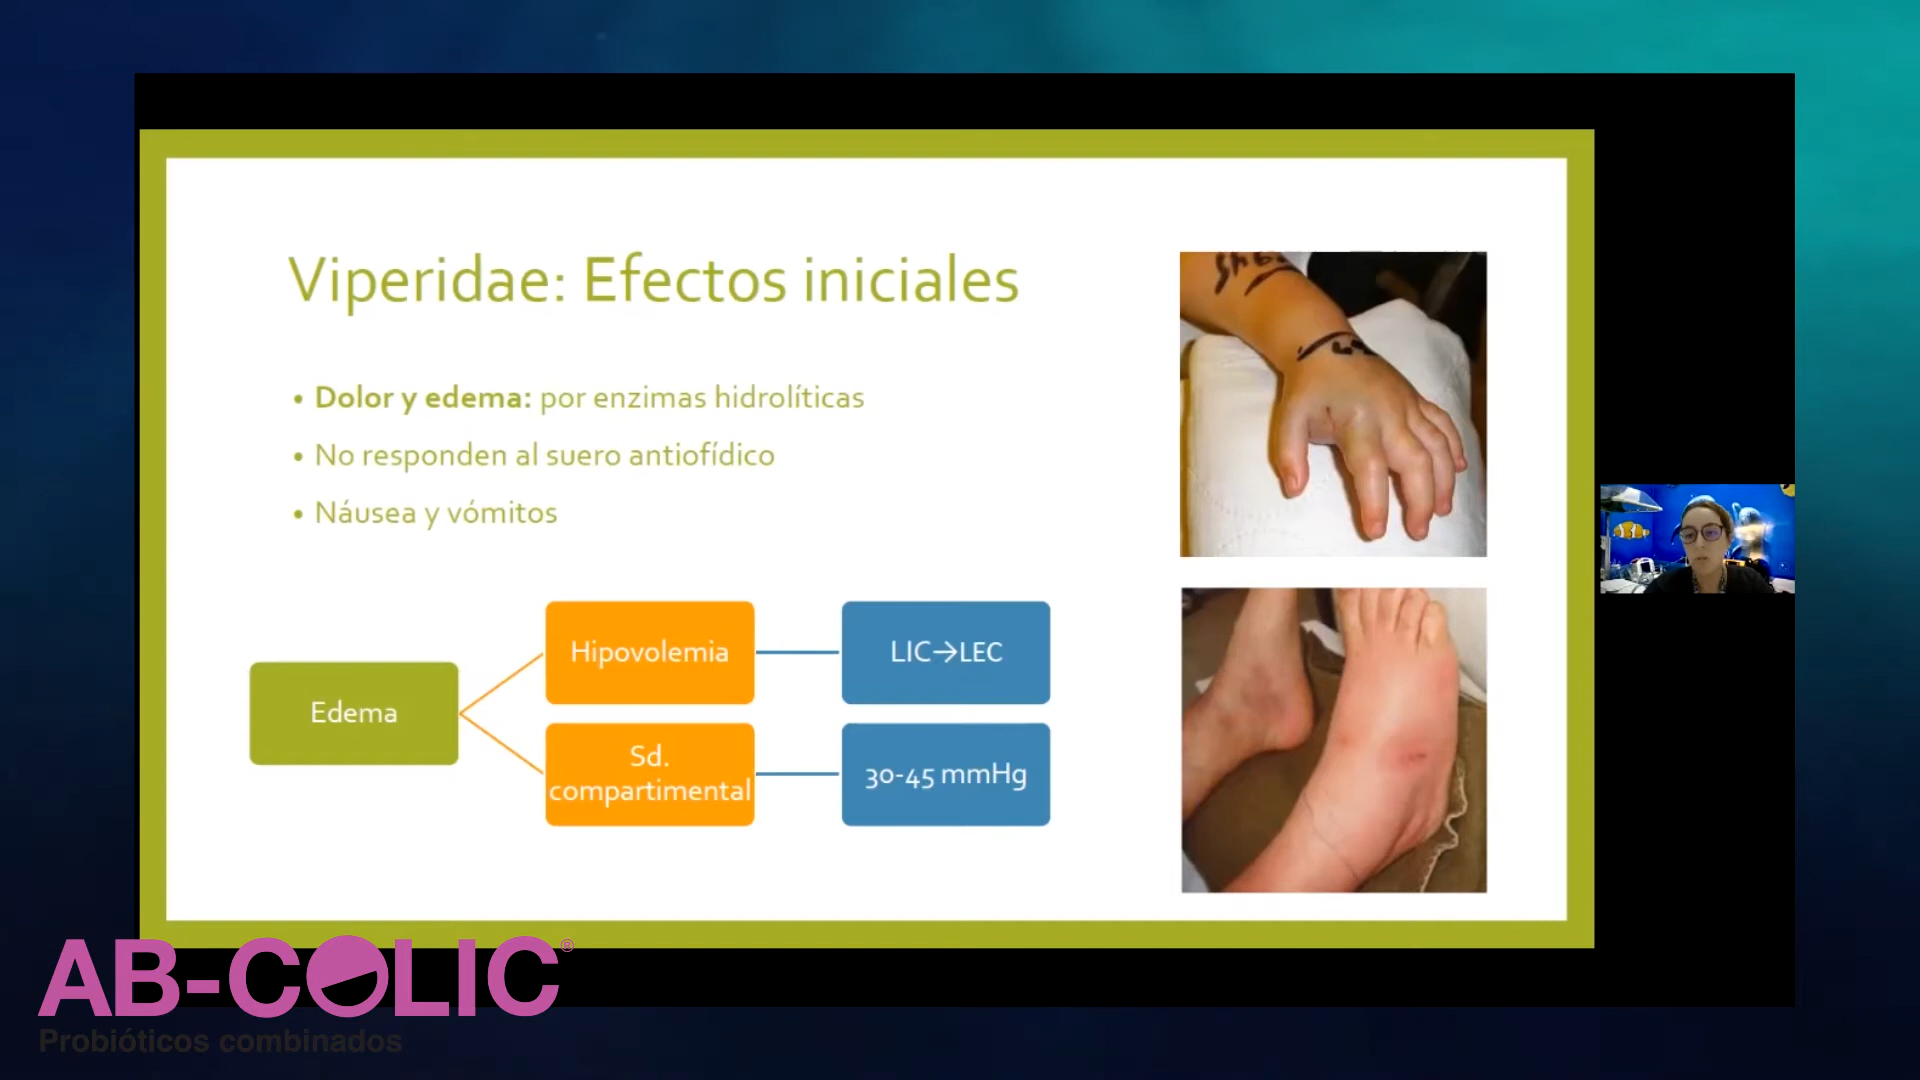 Viperidae: Efectos iniciales
• Dolor y edema: por enzimas hidrolíticas
• No responden al suero antiofídico
• Náusea y vómitos
Edema
Hipovolemia
LIC→LEC
Sd.
compartimental
30-45 mmHg
AB-COLIC®
Probióticos combinados